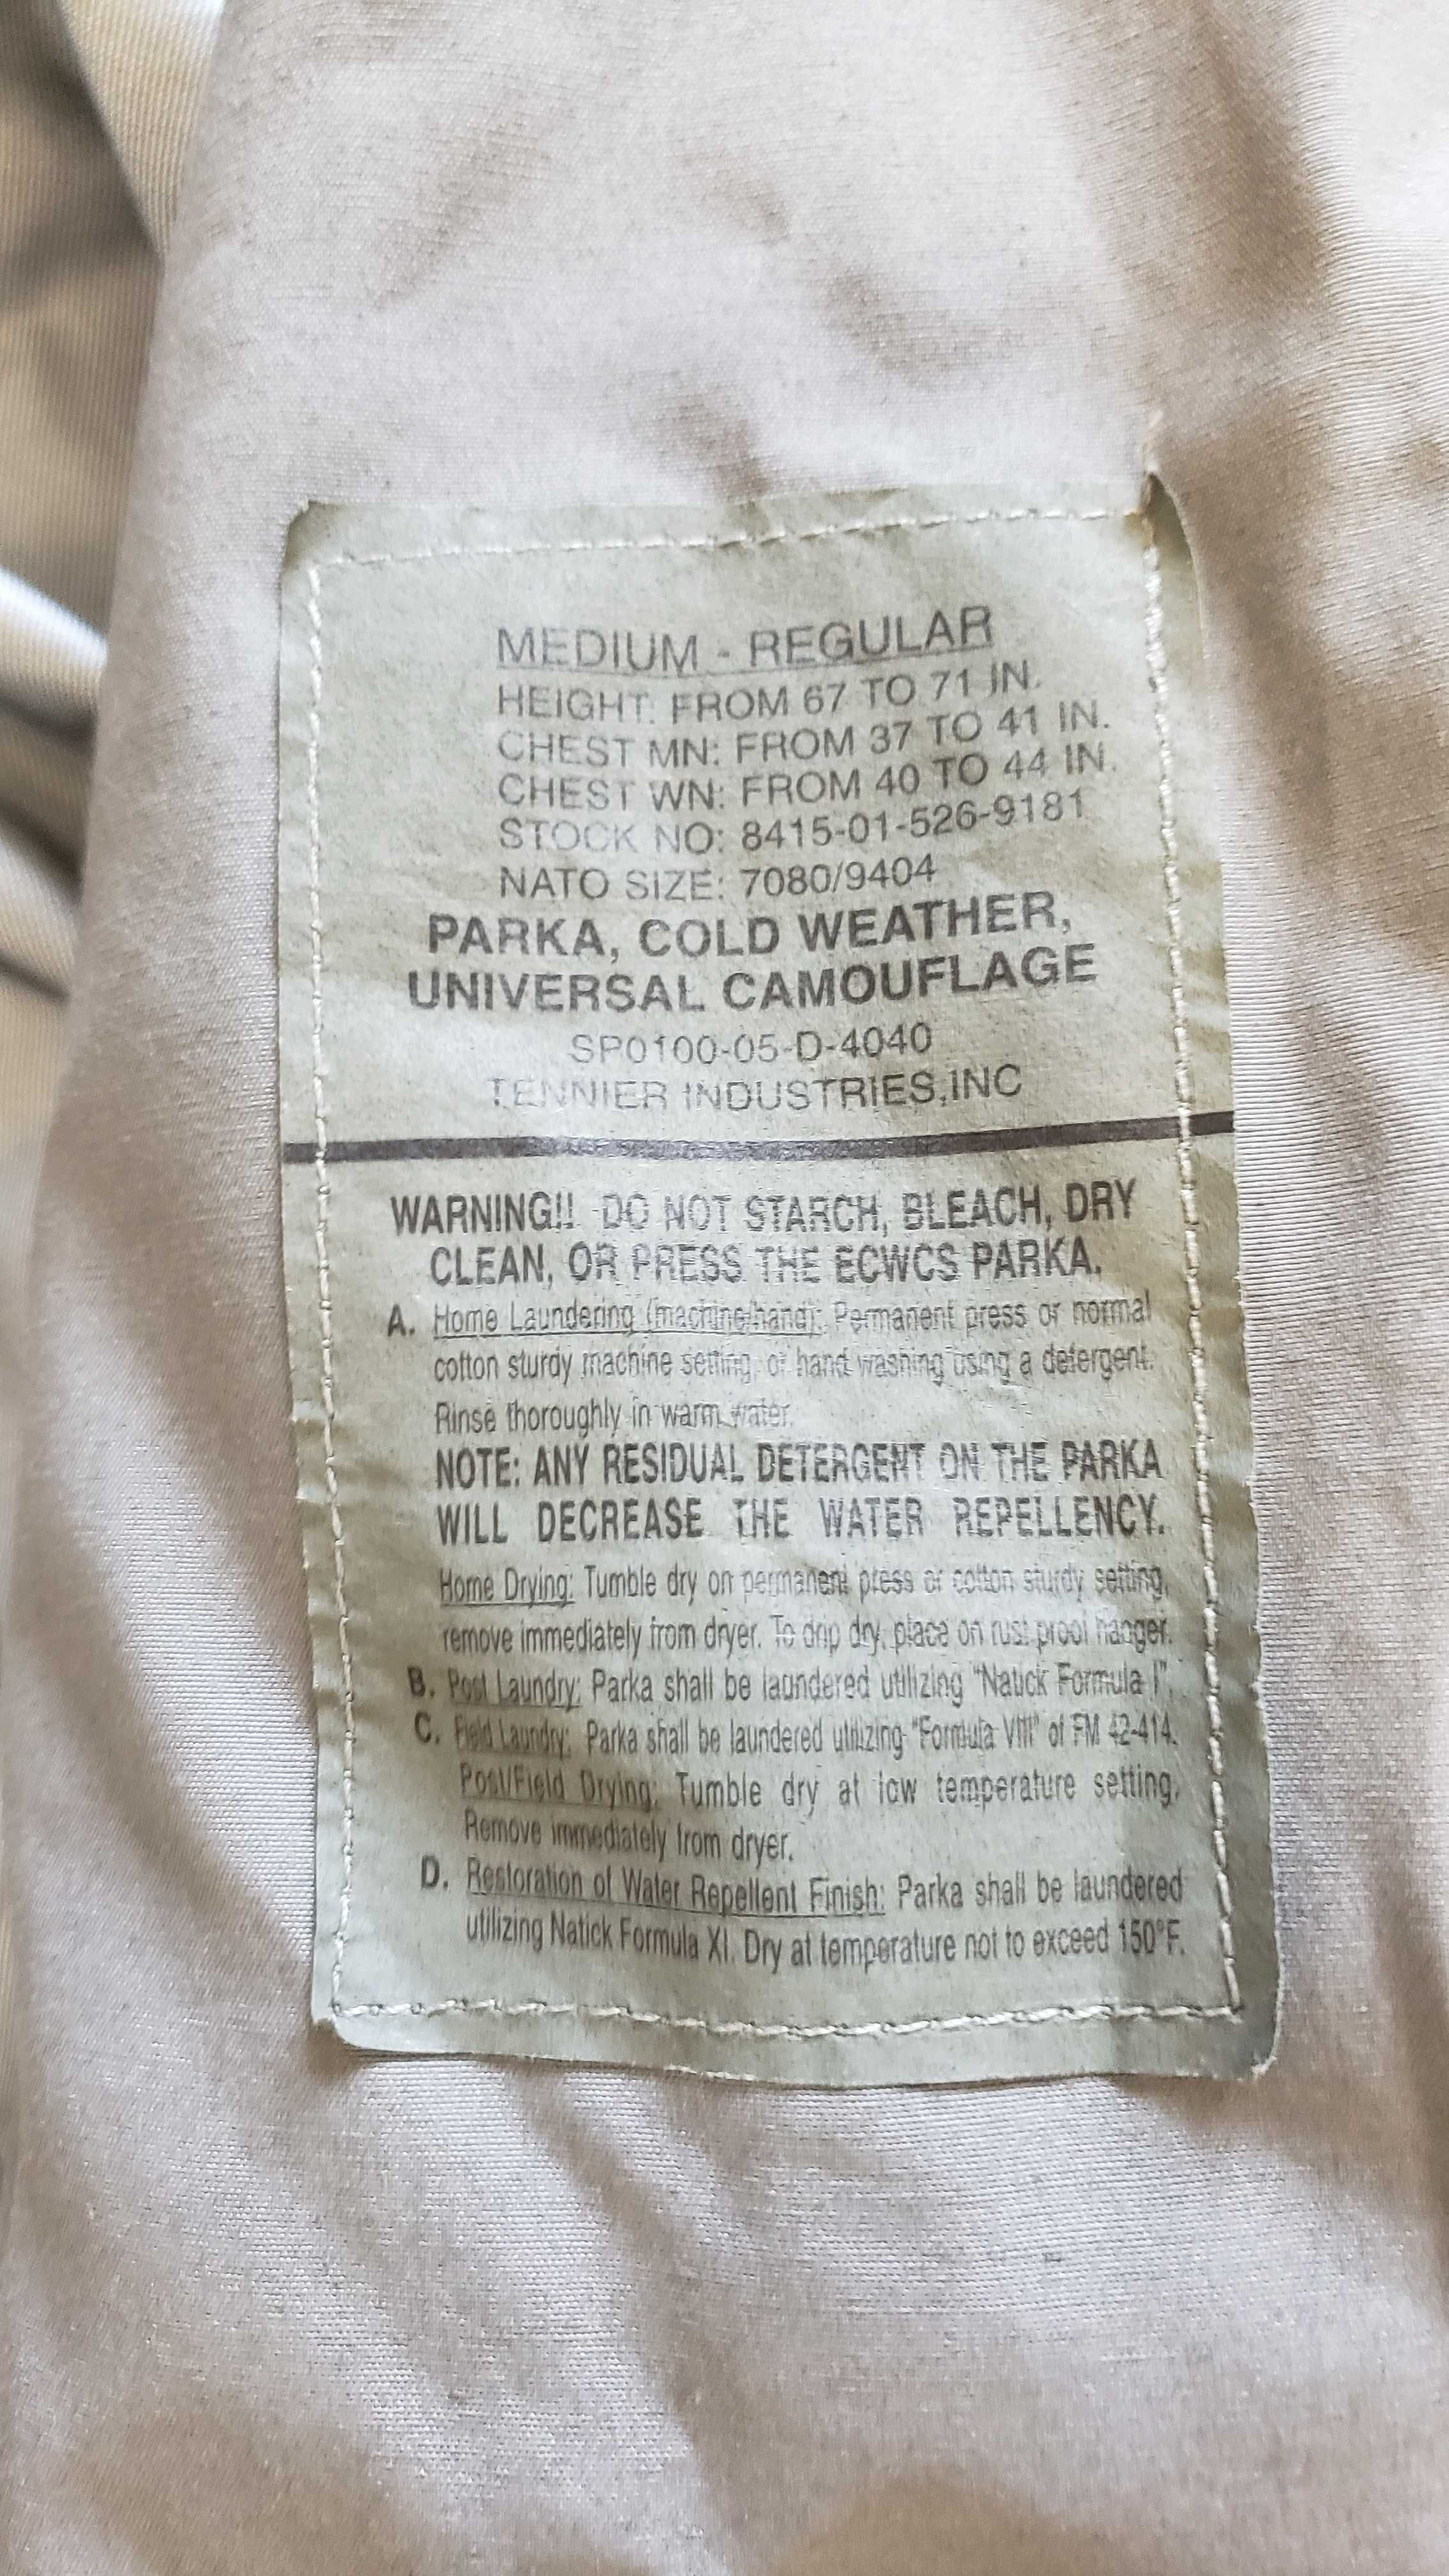 MEDIUM - REGULAR
HEIGHT: FROM 67 TO 71 IN.
CHEST MN: FROM 37 TO 41 IN.
CHEST WN: FROM 40 TO 44 IN.
STOCK NO: 8415-01-526-9181
NATO SIZE: 7080/9404
PARKA, COLD WEATHER,
UNIVERSAL CAMOUFLAGE
SP0100-05-D-4040
TENNIER INDUSTRIES,INC
WARNING!! DO NOT STARCH, BLEACH, DRY
CLEAN, OR PRESS THE ECWCS PARKA.
A. Home Laundering (machine/hand): Permanent press or normal
cotton sturdy machine setting, or hand washing using a detergent.
Rinse thoroughly in warm water.
NOTE: ANY RESIDUAL DETERGENT ON THE PARKA
WILL DECREASE THE WATER REPELLENCY.
Home Drying: Tumble dry on permanent press or cotton sturdy setting,
remove immediately from dryer. To drip dry, place on rust proof hanger.
B. Post Laundry: Parka shall be laundered utilizing "Natick Formula I".
C. Field Laundry: Parka shall be laundered utilizing "Formula VIII" of FM 42-414.
Post/Field Drying: Tumble dry at low temperature setting.
Remove immediately from dryer.
D. Restoration of Water Repellent Finish: Parka shall be laundered
utilizing Natick Formula XI. Dry at temperature not to exceed 150°F.